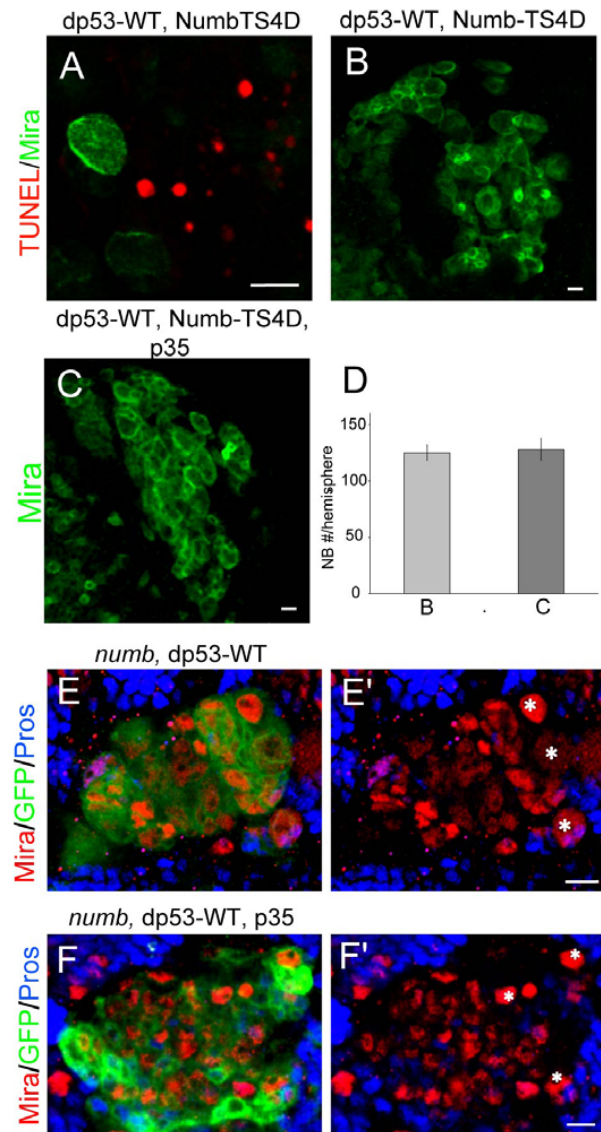 dp53-WT, NumbTS4D
dp53-WT, Numb-TS4D
A
B
TUNEL/Mira
dp53-WT, Numb-TS4D,
p35
C
D
Mira
NB #/hemisphere
150
100
50
0
B
.
C
numb, dp53-WT
E
E'
Mira/GFP/Pros
* 
*
*
numb, dp53-WT, p35
F
F'
Mira/GFP/Pros
*
*
*